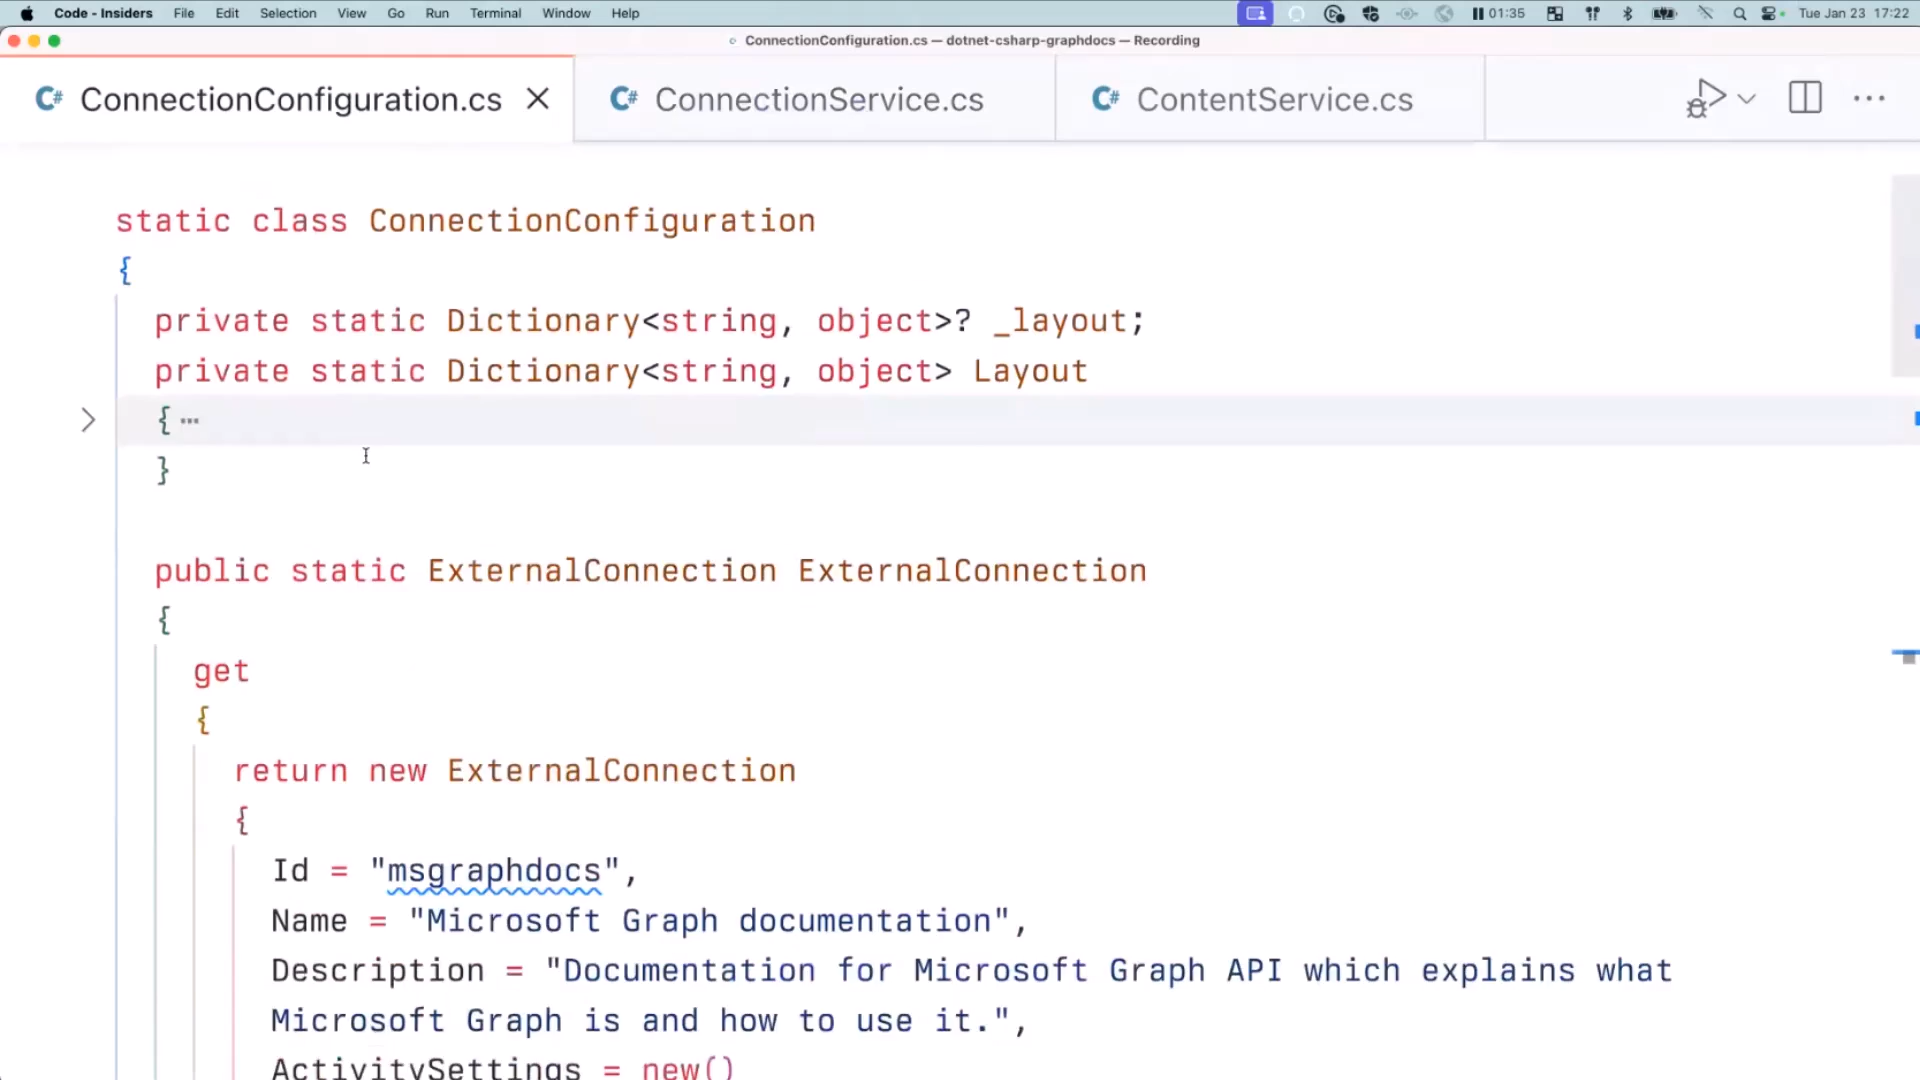 Code - Insiders File Edit Selection View Go Run Terminal Window Help 01:35 Tue Jan 23 17:22
ConnectionConfiguration.cs — dotnet-csharp-graphdocs — Recording
C# ConnectionConfiguration.cs C# ConnectionService.cs C# ContentService.cs
static class ConnectionConfiguration
{
private static Dictionary<string, object>? _layout;
private static Dictionary<string, object> Layout
{ ···
}
public static ExternalConnection ExternalConnection
{
get
{
return new ExternalConnection
{
Id = "msgraphdocs",
Name = "Microsoft Graph documentation",
Description = "Documentation for Microsoft Graph API which explains what
Microsoft Graph is and how to use it.",
ActivitySettings = new()